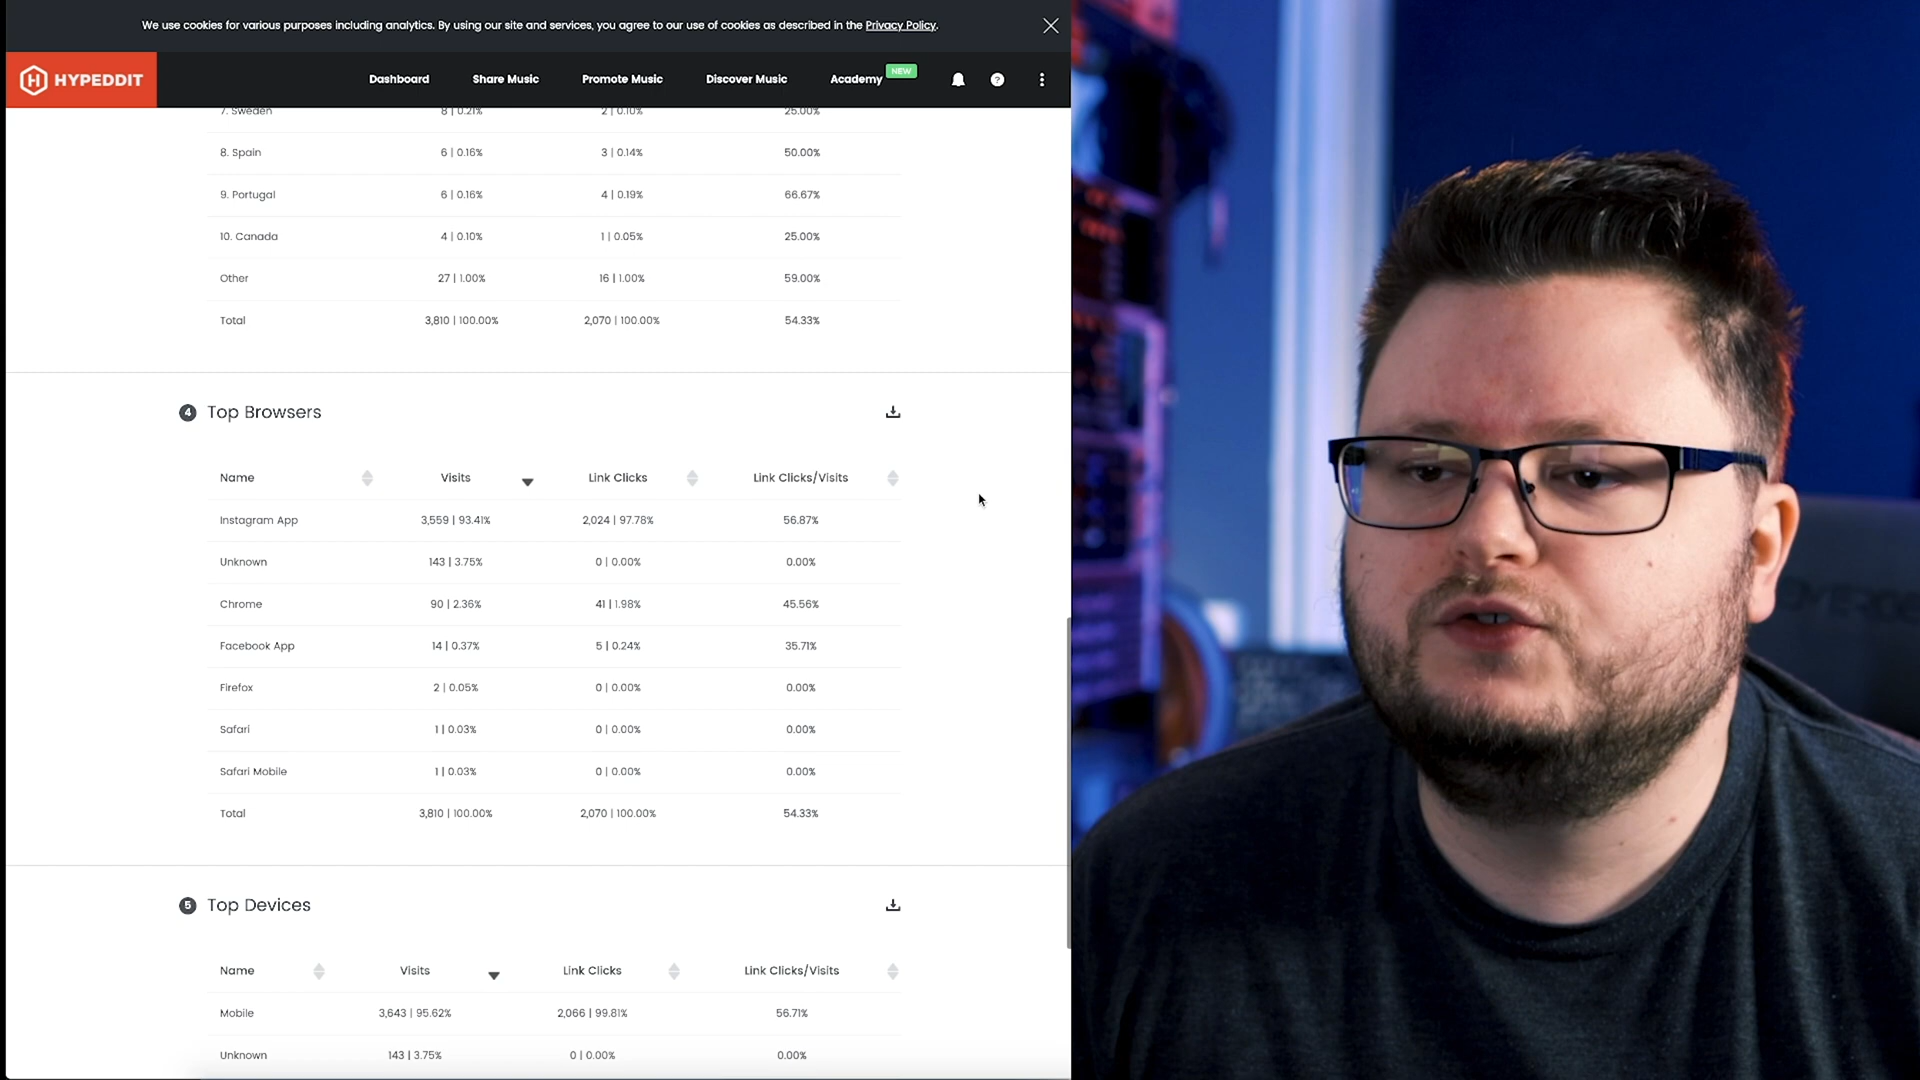 We use cookies for various purposes including analytics. By using our site and services, you agree to our use of cookies as described in the Privacy Policy.
HYPEDDIT Dashboard Share Music Promote Music Discover Music Academy NEW
7. Sweden 8 | 0.21% 2 | 0.10% 25.00%
8. Spain 6 | 0.16% 3 | 0.14% 50.00%
9. Portugal 6 | 0.16% 4 | 0.19% 66.67%
10. Canada 4 | 0.10% 1 | 0.05% 25.00%
Other 27 | 1.00% 16 | 1.00% 59.00%
Total 3,810 | 100.00% 2,070 | 100.00% 54.33%
4 Top Browsers
Name Visits Link Clicks Link Clicks/Visits
Instagram App 3,559 | 93.41% 2,024 | 97.78% 56.87%
Unknown 143 | 3.75% 0 | 0.00% 0.00%
Chrome 90 | 2.36% 41 | 1.98% 45.56%
Facebook App 14 | 0.37% 5 | 0.24% 35.71%
Firefox 2 | 0.05% 0 | 0.00% 0.00%
Safari 1 | 0.03% 0 | 0.00% 0.00%
Safari Mobile 1 | 0.03% 0 | 0.00% 0.00%
Total 3,810 | 100.00% 2,070 | 100.00% 54.33%
5 Top Devices
Name Visits Link Clicks Link Clicks/Visits
Mobile 3,643 | 95.62% 2,066 | 99.81% 56.71%
Unknown 143 | 3.75% 0 | 0.00% 0.00%